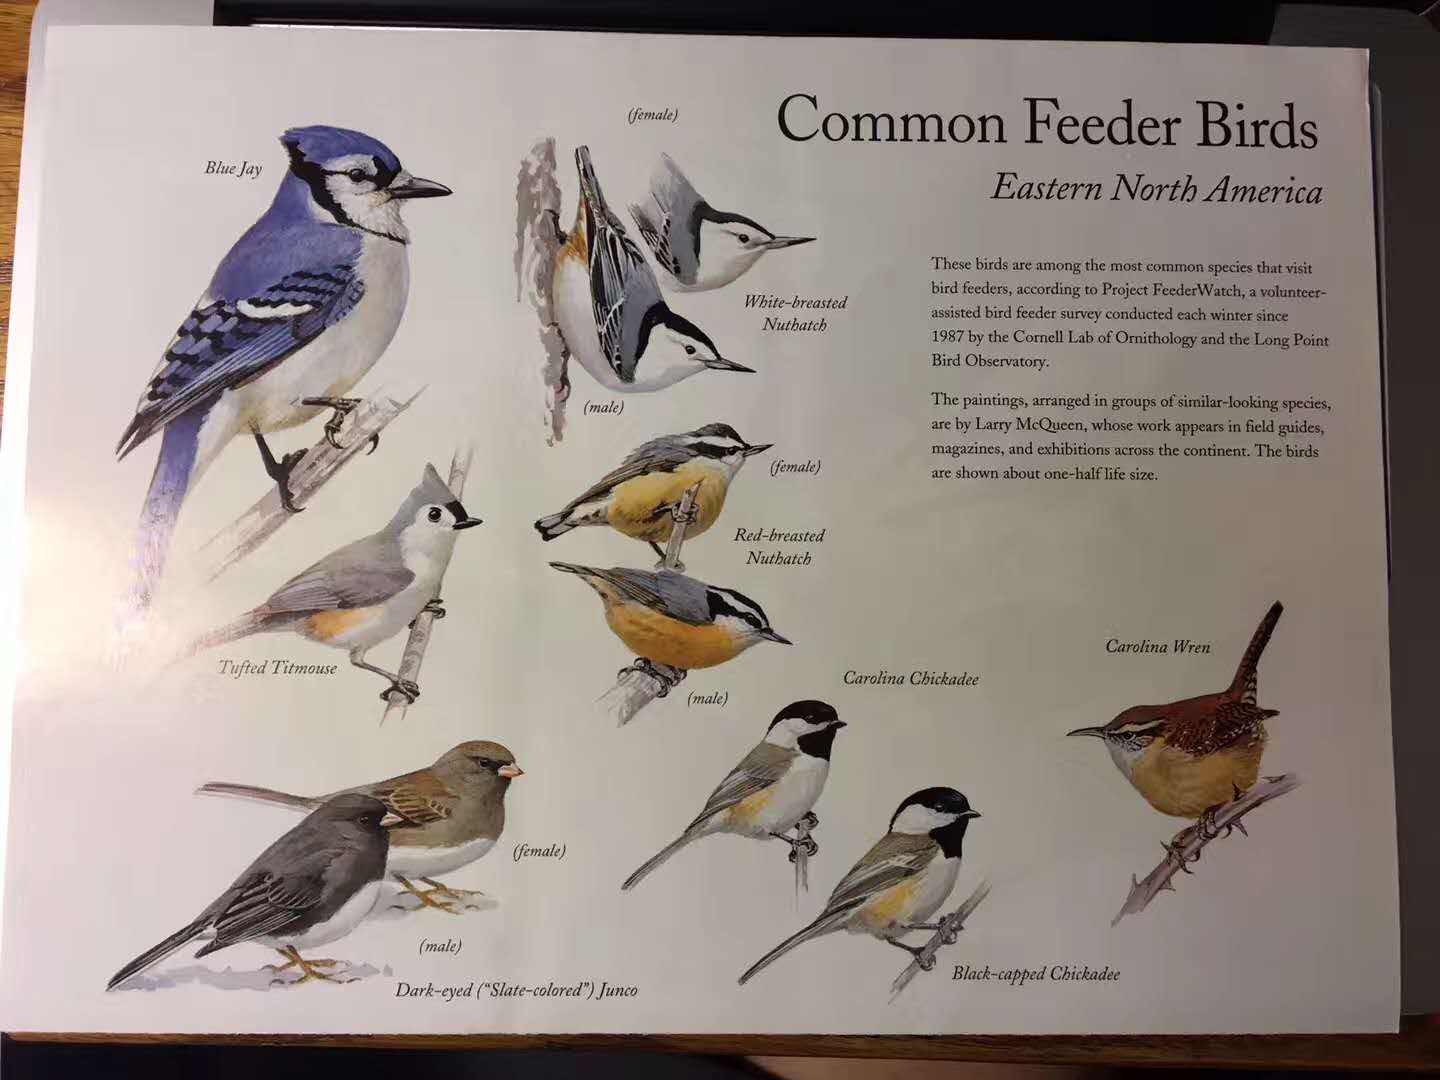 Common Feeder Birds
Eastern North America
These birds are among the most common species that visit
bird feeders, according to Project FeederWatch, a volunteer-
assisted bird feeder survey conducted each winter since
1987 by the Cornell Lab of Ornithology and the Long Point
Bird Observatory.
The paintings, arranged in groups of similar-looking species,
are by Larry McQueen, whose work appears in field guides,
magazines, and exhibitions across the continent. The birds
are shown about one-half life size.
Blue Jay
(female)
White-breasted
Nuthatch
(male)
(female)
Red-breasted
Nuthatch
(male)
Tufted Titmouse
Carolina Wren
Carolina Chickadee
(female)
(male)
Dark-eyed (“Slate-colored”) Junco
Black-capped Chickadee